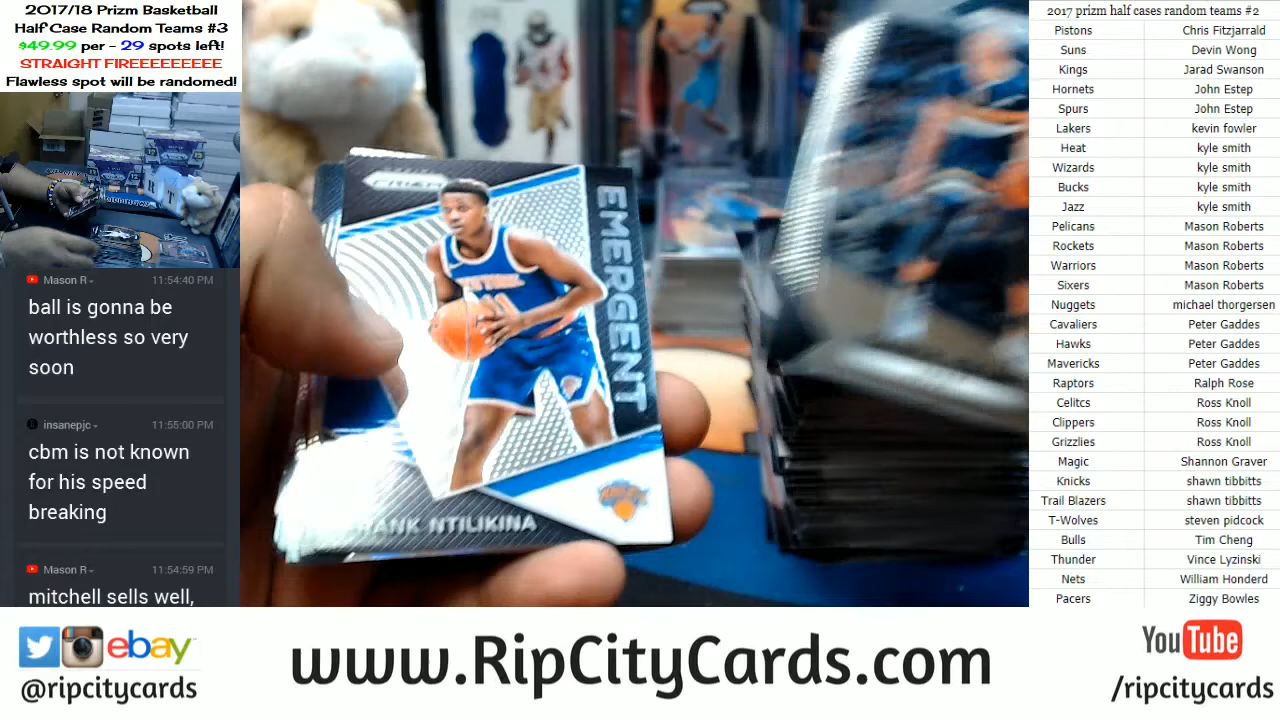 2017/18 Prizm Basketball
Half Case Random Teams #3
$49.99 per - 29 spots left!
STRAIGHT FIREEEEEEEEE
Flawless spot will be randomed!
Mason R 11:54:40 PM
ball is gonna be
worthless so very
soon
insanepjc 11:55:00 PM
cbm is not known
for his speed
breaking
Mason R 11:54:59 PM
mitchell sells well,
PRIZM
EMERGENT
NEW YORK
11
FRANK NTILIKINA
2017 prizm half cases random teams #2
Pistons Chris Fitzjarrald
Suns Devin Wong
Kings Jarad Swanson
Hornets John Estep
Spurs John Estep
Lakers kevin fowler
Heat kyle smith
Wizards kyle smith
Bucks kyle smith
Jazz kyle smith
Pelicans Mason Roberts
Rockets Mason Roberts
Warriors Mason Roberts
Sixers Mason Roberts
Nuggets michael thorgersen
Cavaliers Peter Gaddes
Hawks Peter Gaddes
Mavericks Peter Gaddes
Raptors Ralph Rose
Celitcs Ross Knoll
Clippers Ross Knoll
Grizzlies Ross Knoll
Magic Shannon Graver
Knicks shawn tibbitts
Trail Blazers shawn tibbitts
T-Wolves steven pidcock
Bulls Tim Cheng
Thunder Vince Lyzinski
Nets William Honderd
Pacers Ziggy Bowles
ebay
@ripcitycards
www.RipCityCards.com
YouTube
/ripcitycards